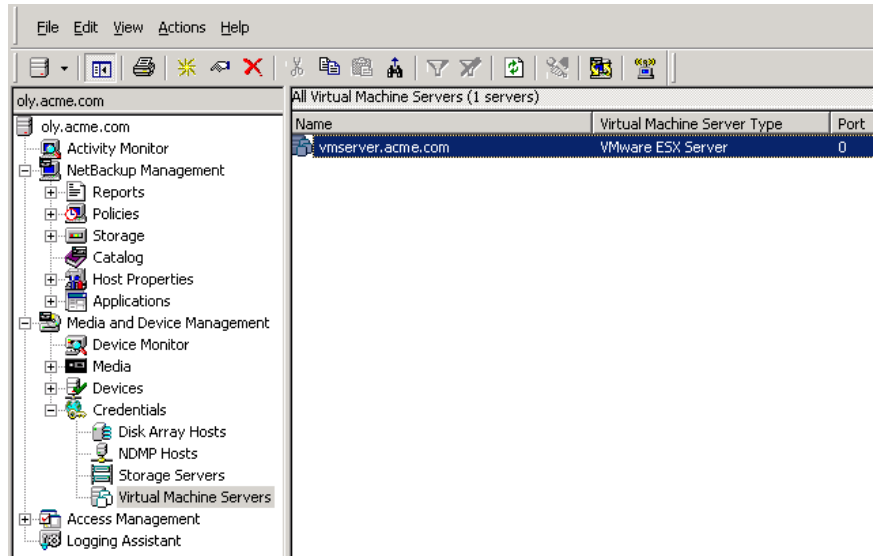 File Edit View Actions Help
oly.acme.com
All Virtual Machine Servers (1 servers)
oly.acme.com
Activity Monitor
NetBackup Management
Reports
Policies
Storage
Catalog
Host Properties
Applications
Media and Device Management
Device Monitor
Media
Devices
Credentials
Disk Array Hosts
NDMP Hosts
Storage Servers
Virtual Machine Servers
Access Management
Logging Assistant
Name Virtual Machine Server Type Port
vmserver.acme.com VMware ESX Server 0